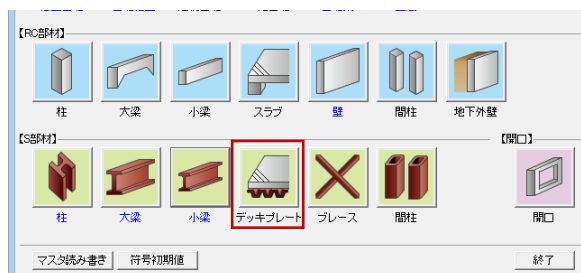 【RC部材】
柱 大梁 小梁 スラブ 壁 間柱 地下外壁
【S部材】 【開口】
柱 大梁 小梁 デッキプレート ブレース 間柱 開口
マスタ読み書き 符号初期値 終了